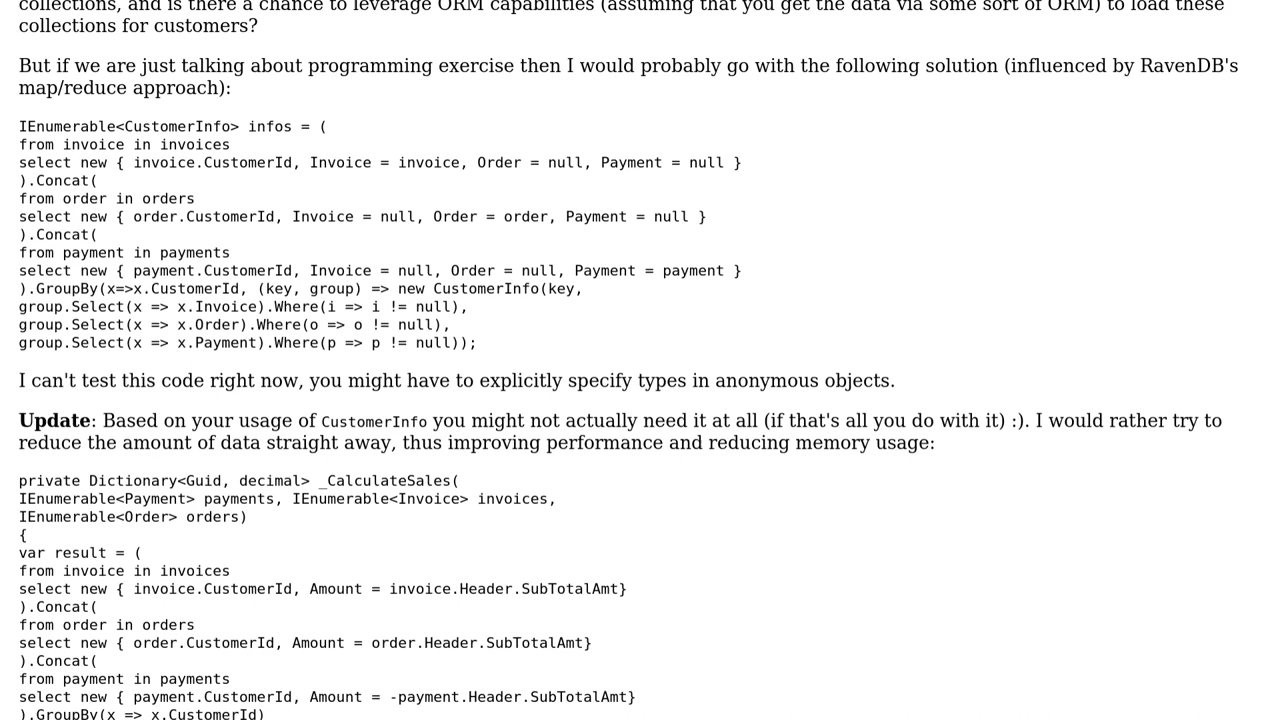 collections, and is there a chance to leverage ORM capabilities (assuming that you get the data via some sort of ORM) to load these
collections for customers?
But if we are just talking about programming exercise then I would probably go with the following solution (influenced by RavenDB's
map/reduce approach):
IEnumerable<CustomerInfo> infos = (
from invoice in invoices
select new { invoice.CustomerId, Invoice = invoice, Order = null, Payment = null }
).Concat(
from order in orders
select new { order.CustomerId, Invoice = null, Order = order, Payment = null }
).Concat(
from payment in payments
select new { payment.CustomerId, Invoice = null, Order = null, Payment = payment }
).GroupBy(x=>x.CustomerId, (key, group) => new CustomerInfo(key,
group.Select(x => x.Invoice).Where(i => i != null),
group.Select(x => x.Order).Where(o => o != null),
group.Select(x => x.Payment).Where(p => p != null));
I can't test this code right now, you might have to explicitly specify types in anonymous objects.
Update: Based on your usage of CustomerInfo you might not actually need it at all (if that's all you do with it) :). I would rather try to
reduce the amount of data straight away, thus improving performance and reducing memory usage:
private Dictionary<Guid, decimal> _CalculateSales(
IEnumerable<Payment> payments, IEnumerable<Invoice> invoices,
IEnumerable<Order> orders)
{
var result = (
from invoice in invoices
select new { invoice.CustomerId, Amount = invoice.Header.SubTotalAmt}
).Concat(
from order in orders
select new { order.CustomerId, Amount = order.Header.SubTotalAmt}
).Concat(
from payment in payments
select new { payment.CustomerId, Amount = -payment.Header.SubTotalAmt}
).GroupBy(x => x.CustomerId)